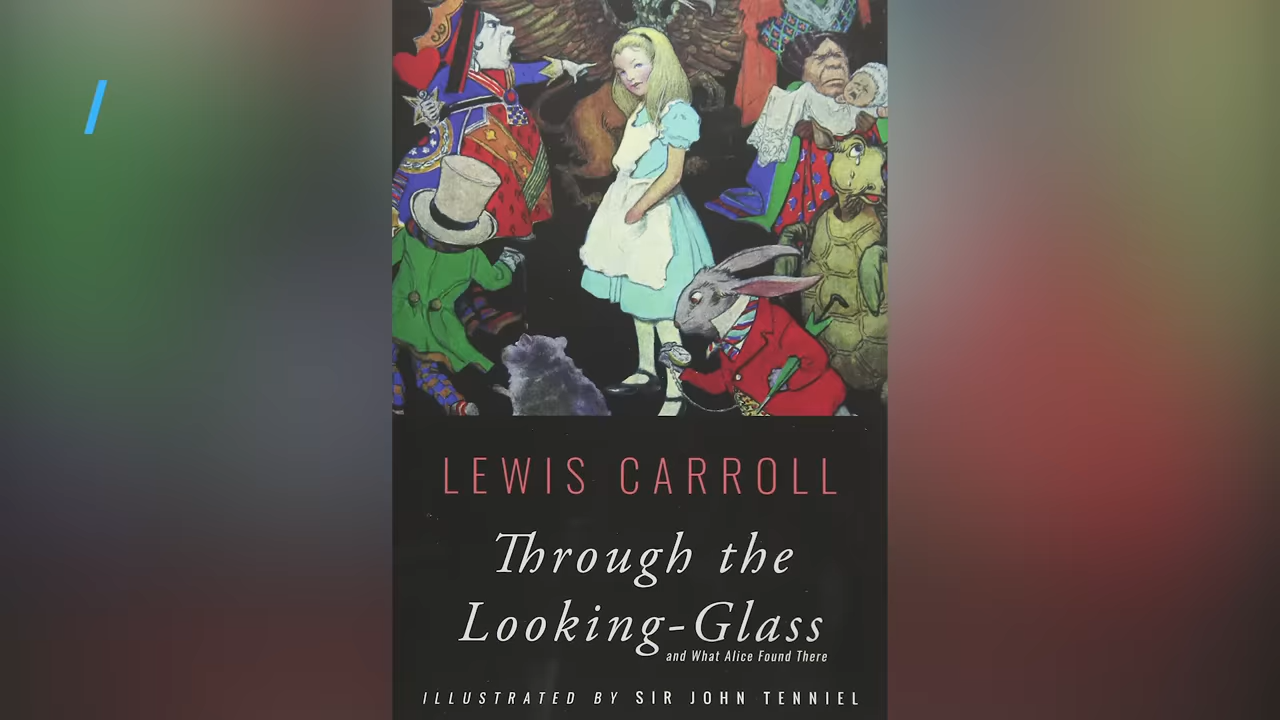 /
LEWIS CARROLL
Through the
Looking-Glass
and What Alice Found There
ILLUSTRATED BY SIR JOHN TENNIEL